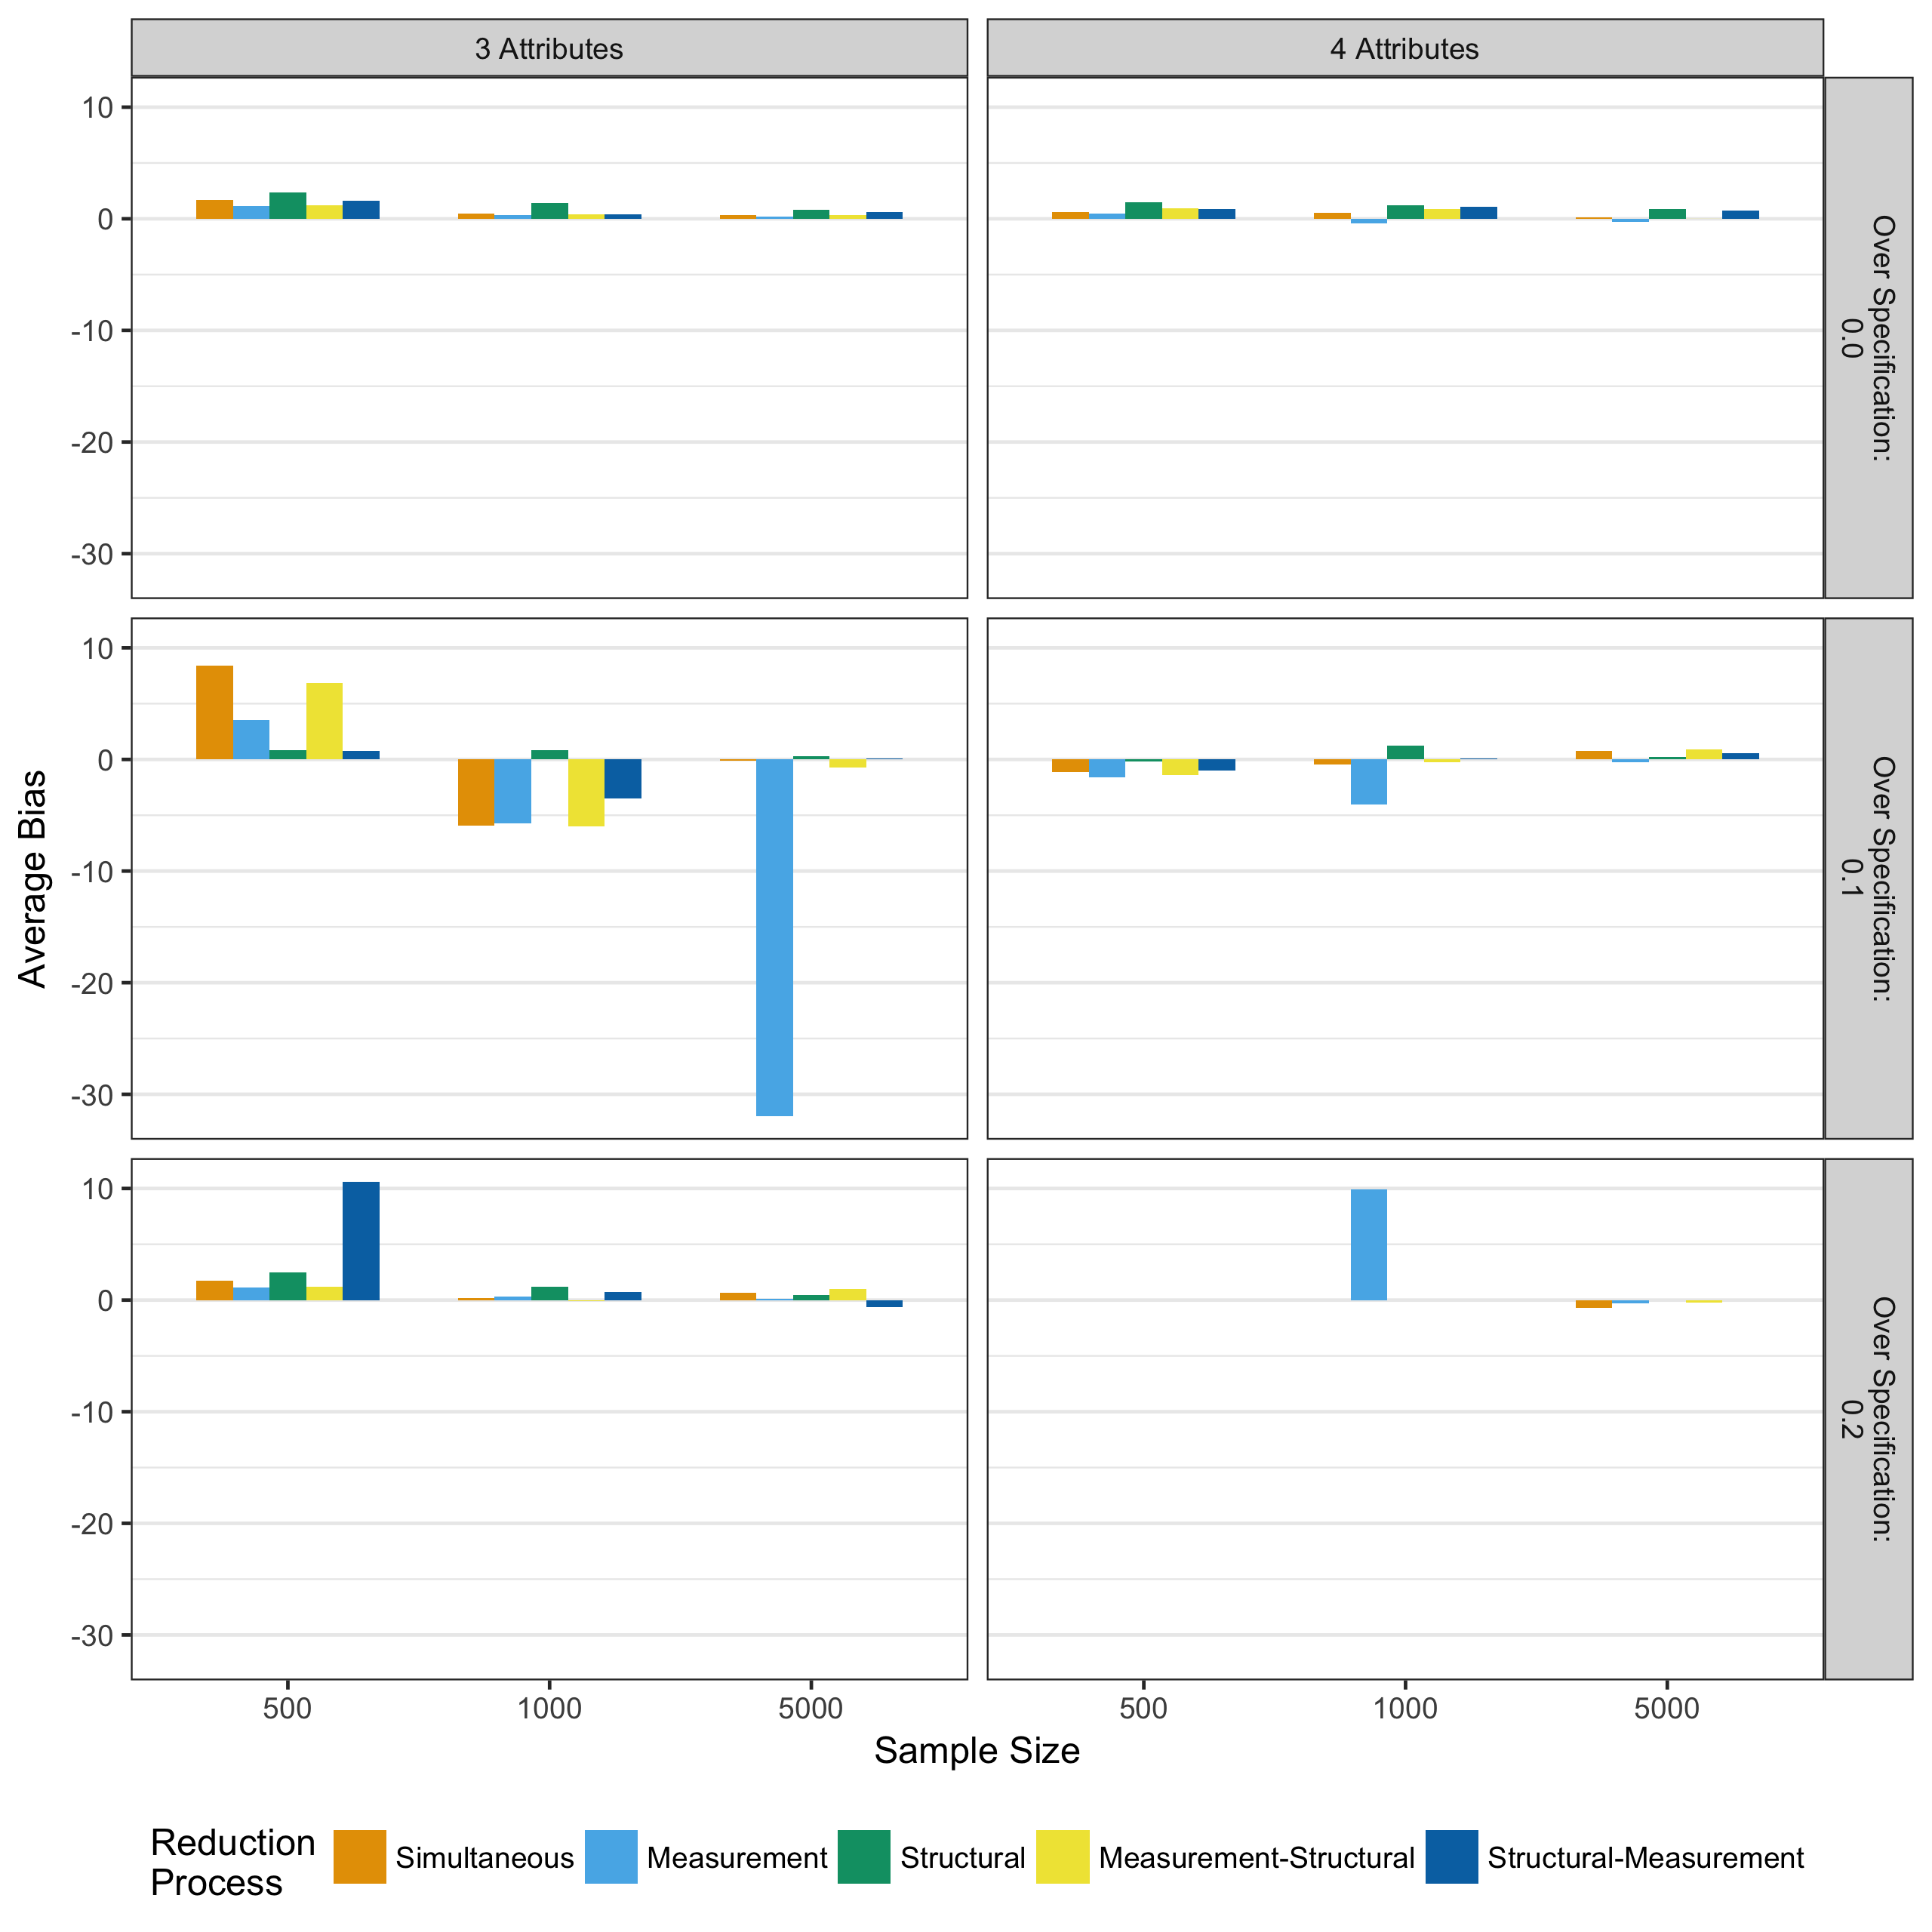 3 Attributes
4 Attributes
10
0
-10
-20
-30
Over Specification:
0.0
10
0
-10
-20
-30
Over Specification:
0.1
10
0
-10
-20
-30
Over Specification:
0.2
Average Bias
500
1000
5000
500
1000
5000
Sample Size
Reduction
Process
Simultaneous
Measurement
Structural
Measurement-Structural
Structural-Measurement